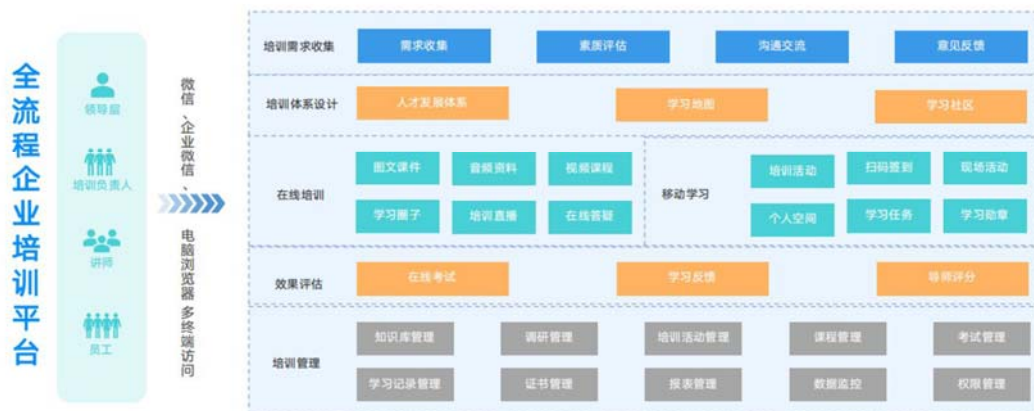 全流程企业培训平台
领导层
培训负责人
讲师
员工
微信、企业微信、电脑浏览器多终端访问
培训需求收集
需求收集
素质评估
沟通交流
意见反馈
培训体系设计
人才发展体系
学习地图
学习社区
在线培训
图文课件
音频资料
视频课程
学习圈子
培训直播
在线答疑
移动学习
培训活动
扫码签到
现场活动
个人空间
学习任务
学习勋章
效果评估
在线考试
学习反馈
导师评分
培训管理
知识库管理
调研管理
培训活动管理
课程管理
考试管理
学习记录管理
证书管理
报表管理
数据监控
权限管理